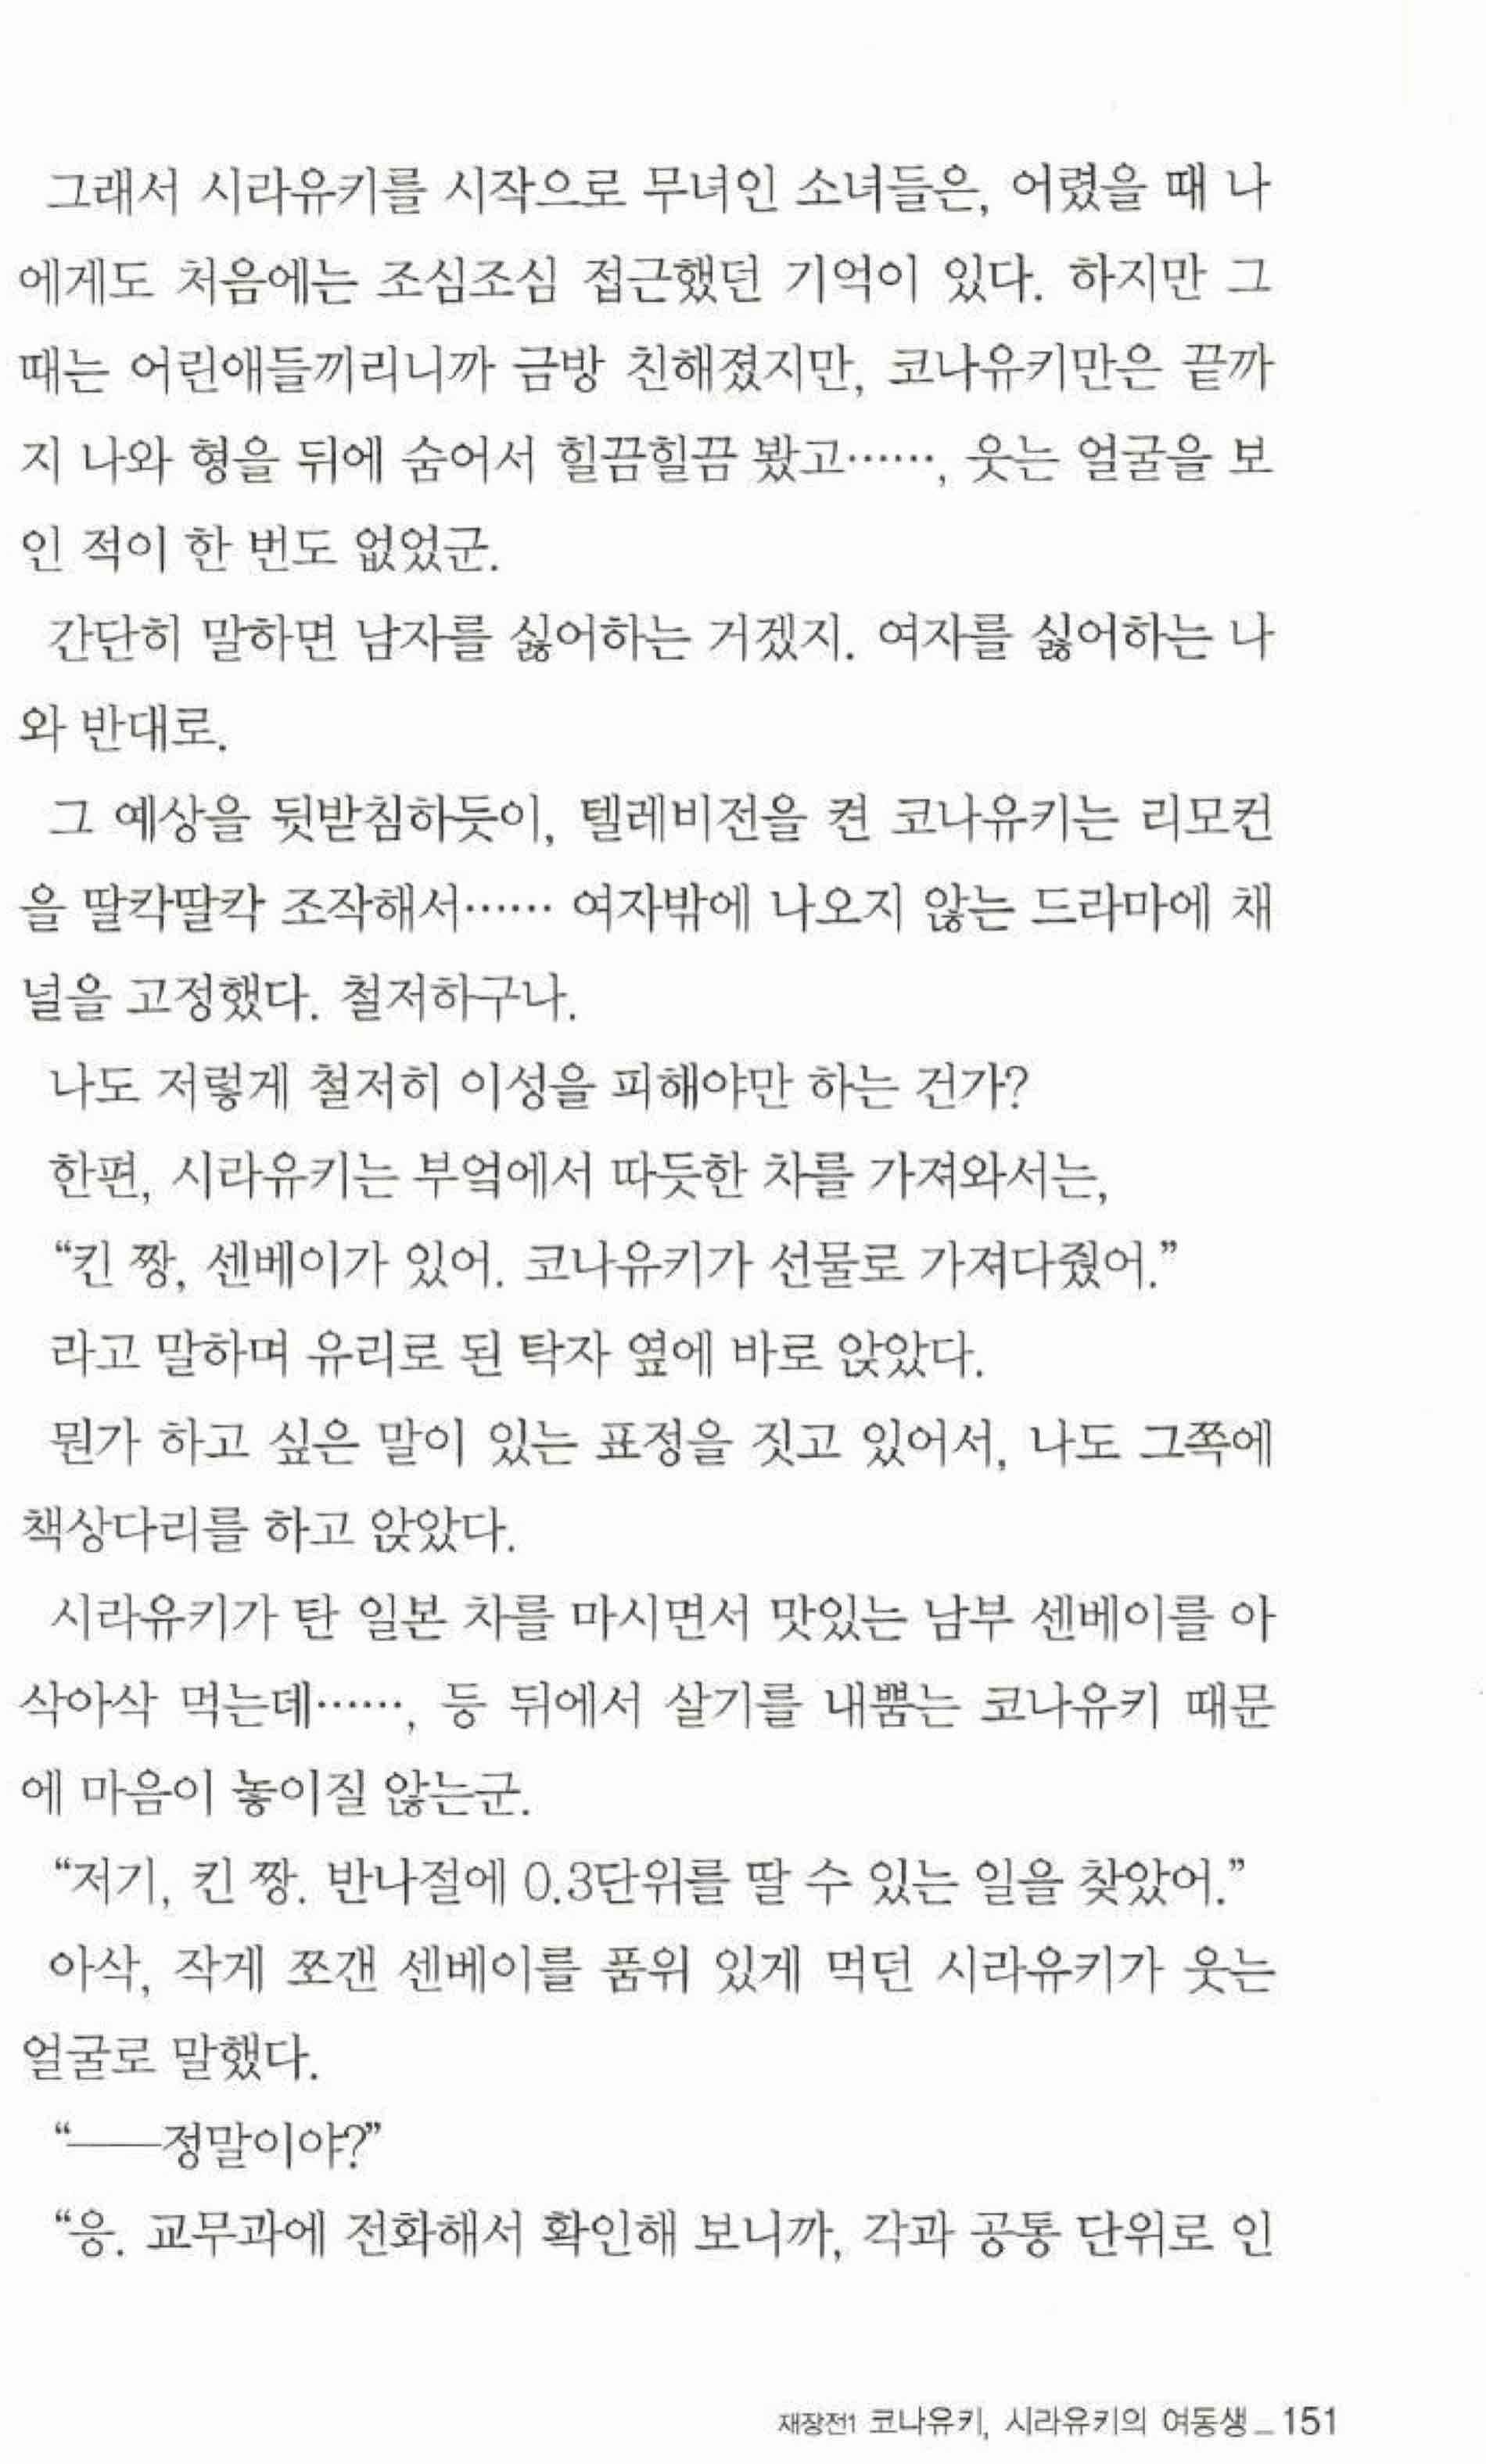 그래서 시라유키를 시작으로 무녀인 소녀들은, 어렸을 때 나
에게도 처음에는 조심조심 접근했던 기억이 있다. 하지만 그
때는 어린애들끼리니까 금방 친해졌지만, 코나유키만은 끝까
지 나와 형을 뒤에 숨어서 힐끔힐끔 봤고……, 웃는 얼굴을 보
인 적이 한 번도 없었군.
간단히 말하면 남자를 싫어하는 거겠지. 여자를 싫어하는 나
와 반대로.
그 예상을 뒷받침하듯이, 텔레비전을 켠 코나유키는 리모컨
을 딸칵딸칵 조작해서…… 여자밖에 나오지 않는 드라마에 채
널을 고정했다. 철저하구나.
나도 저렇게 철저히 이성을 피해야만 하는 건가?
한편, 시라유키는 부엌에서 따듯한 차를 가져와서는,
“킨 짱, 센베이가 있어. 코나유키가 선물로 가져다줬어.”
라고 말하며 유리로 된 탁자 옆에 바로 앉았다.
뭔가 하고 싶은 말이 있는 표정을 짓고 있어서, 나도 그쪽에
책상다리를 하고 앉았다.
시라유키가 탄 일본 차를 마시면서 맛있는 남부 센베이를 아
삭아삭 먹는데……, 등 뒤에서 살기를 내뿜는 코나유키 때문
에 마음이 놓이질 않는군.
“저기, 킨 짱. 반나절에 0.3단위를 딸 수 있는 일을 찾았어.”
아삭, 작게 쪼갠 센베이를 품위 있게 먹던 시라유키가 웃는
얼굴로 말했다.
“——정말이야?”
“응. 교무과에 전화해서 확인해 보니까, 각과 공통 단위로 인
재장전1 코나유키, 시라유키의 여동생 _ 151